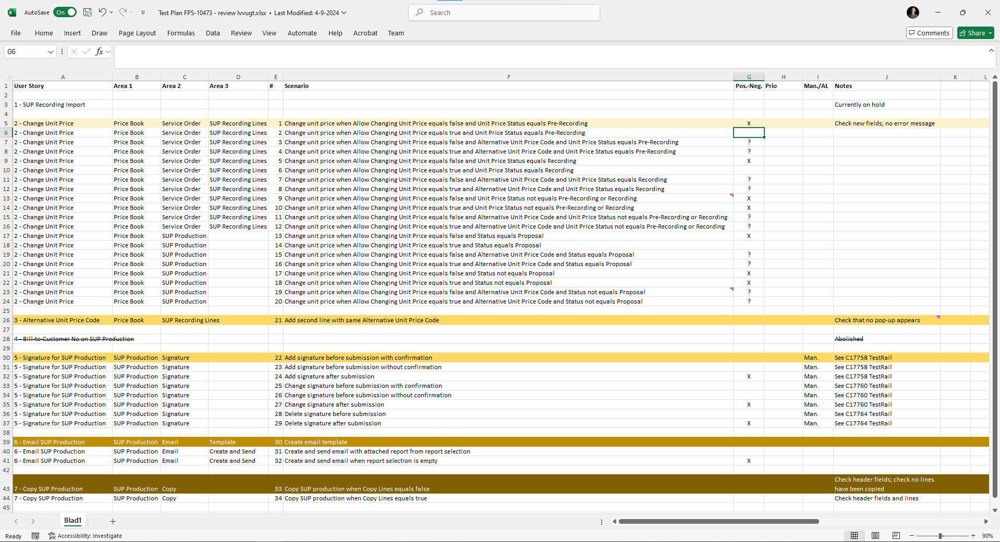 AutoSave On Test Plan FPS-10473 - review lvvugt.xlsx • Last Modified: 4-9-2024 Search
File Home Insert Draw Page Layout Formulas Data Review View Automate Help Acrobat Team Comments Share
G6 fx
A B C D E F G H I J K L
1 User Story Area 1 Area 2 Area 3 # Scenario Pos.-Neg. Prio Man./AL Notes
2
3 1 - SUP Recording Import Currently on hold
4
5 2 - Change Unit Price Price Book Service Order SUP Recording Lines 1 Change unit price when Allow Changing Unit Price equals false and Unit Price Status equals Pre-Recording X Check new fields; no error message
6 2 - Change Unit Price Price Book Service Order SUP Recording Lines 2 Change unit price when Allow Changing Unit Price equals true and Unit Price Status equals Pre-Recording
7 2 - Change Unit Price Price Book Service Order SUP Recording Lines 3 Change unit price when Allow Changing Unit Price equals false and Alternative Unit Price Code and Unit Price Status equals Pre-Recording ?
8 2 - Change Unit Price Price Book Service Order SUP Recording Lines 4 Change unit price when Allow Changing Unit Price equals true and Alternative Unit Price Code and Unit Price Status equals Pre-Recording ?
9 2 - Change Unit Price Price Book Service Order SUP Recording Lines 5 Change unit price when Allow Changing Unit Price equals false and Unit Price Status equals Recording X
10 2 - Change Unit Price Price Book Service Order SUP Recording Lines 6 Change unit price when Allow Changing Unit Price equals true and Unit Price Status equals Recording
11 2 - Change Unit Price Price Book Service Order SUP Recording Lines 7 Change unit price when Allow Changing Unit Price equals false and Alternative Unit Price Code and Unit Price Status equals Recording ?
12 2 - Change Unit Price Price Book Service Order SUP Recording Lines 8 Change unit price when Allow Changing Unit Price equals true and Alternative Unit Price Code and Unit Price Status equals Recording ?
13 2 - Change Unit Price Price Book Service Order SUP Recording Lines 9 Change unit price when Allow Changing Unit Price equals false and Unit Price Status not equals Pre-Recording or Recording X
14 2 - Change Unit Price Price Book Service Order SUP Recording Lines 10 Change unit price when Allow Changing Unit Price equals true and Unit Price Status not equals Pre-Recording or Recording X
15 2 - Change Unit Price Price Book Service Order SUP Recording Lines 11 Change unit price when Allow Changing Unit Price equals false and Alternative Unit Price Code and Unit Price Status not equals Pre-Recording or Recording ?
16 2 - Change Unit Price Price Book Service Order SUP Recording Lines 12 Change unit price when Allow Changing Unit Price equals true and Alternative Unit Price Code and Unit Price Status not equals Pre-Recording or Recording ?
17 2 - Change Unit Price Price Book SUP Production 13 Change unit price when Allow Changing Unit Price equals false and Status equals Proposal X
18 2 - Change Unit Price Price Book SUP Production 14 Change unit price when Allow Changing Unit Price equals true and Status equals Proposal
19 2 - Change Unit Price Price Book SUP Production 15 Change unit price when Allow Changing Unit Price equals false and Alternative Unit Price Code and Status equals Proposal ?
20 2 - Change Unit Price Price Book SUP Production 16 Change unit price when Allow Changing Unit Price equals true and Alternative Unit Price Code and Status equals Proposal ?
21 2 - Change Unit Price Price Book SUP Production 17 Change unit price when Allow Changing Unit Price equals false and Status not equals Proposal X
22 2 - Change Unit Price Price Book SUP Production 18 Change unit price when Allow Changing Unit Price equals true and Status not equals Proposal X
23 2 - Change Unit Price Price Book SUP Production 19 Change unit price when Allow Changing Unit Price equals false and Alternative Unit Price Code and Status not equals Proposal ?
24 2 - Change Unit Price Price Book SUP Production 20 Change unit price when Allow Changing Unit Price equals true and Alternative Unit Price Code and Status not equals Proposal ?
25
26 3 - Alternative Unit Price Code Price Book SUP Recording Lines 21 Add second line with same Alternative Unit Price Code Check that no pop-up appears
27
28 4 - Bill-to-Customer No on SUP Production Abolished
29
30 5 - Signature for SUP Production SUP Production Signature 22 Add signature before submission with confirmation Man. See C17758 TestRail
31 5 - Signature for SUP Production SUP Production Signature 23 Add signature before submission without confirmation Man. See C17758 TestRail
32 5 - Signature for SUP Production SUP Production Signature 24 Add signature after submission X Man. See C17758 TestRail
33 5 - Signature for SUP Production SUP Production Signature 25 Change signature before submission with confirmation Man. See C17760 TestRail
34 5 - Signature for SUP Production SUP Production Signature 26 Change signature before submission without confirmation Man. See C17760 TestRail
35 5 - Signature for SUP Production SUP Production Signature 27 Change signature after submission X Man. See C17760 TestRail
36 5 - Signature for SUP Production SUP Production Signature 28 Delete signature before submission Man. See C17764 TestRail
37 5 - Signature for SUP Production SUP Production Signature 29 Delete signature after submission X Man. See C17764 TestRail
38
39 6 - Email SUP Production SUP Production Email Template 30 Create email template
40 6 - Email SUP Production SUP Production Email Create and Send 31 Create and send email with attached report from report selection
41 6 - Email SUP Production SUP Production Email Create and Send 32 Create and send email when report selection is empty X
42
Check header fields; check no lines
43 7 - Copy SUP Production SUP Production Copy 33 Copy SUP production when Copy Lines equals false have been copied
44 7 - Copy SUP Production SUP Production Copy 34 Copy SUP production when Copy Lines equals true Check header fields and lines
45
Blad1
Ready Accessibility: Investigate 90%